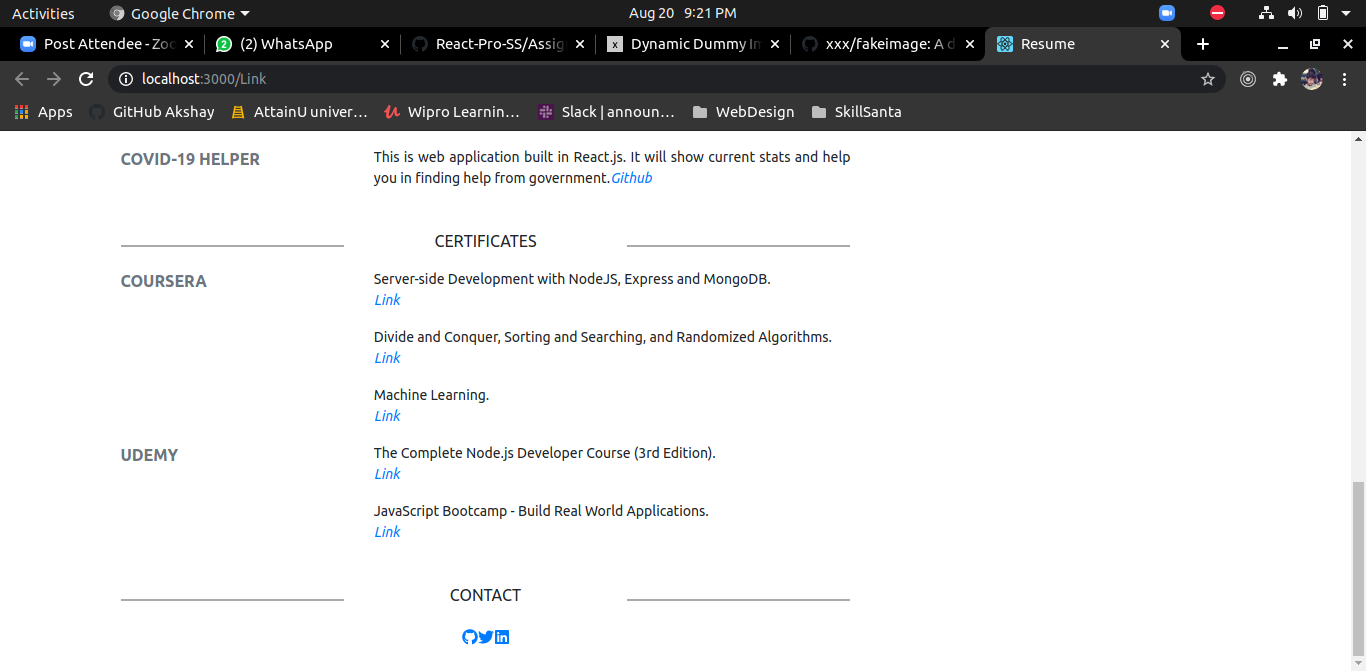 Activities
Google Chrome
Aug 20 9:21 PM
Post Attendee - Zoo
2
(2) WhatsApp
React-Pro-SS/Assig
x
Dynamic Dummy Im
xxx/fakeimage: A d
Resume
localhost:3000/Link
Apps
GitHub Akshay
AttainU univer...
Wipro Learnin...
Slack | announ...
WebDesign
SkillSanta
COVID-19 HELPER
This is web application built in React.js. It will show current stats and help
you in finding help from government.Github
CERTIFICATES
COURSERA
Server-side Development with NodeJS, Express and MongoDB.
Link
Divide and Conquer, Sorting and Searching, and Randomized Algorithms.
Link
Machine Learning.
Link
UDEMY
The Complete Node.js Developer Course (3rd Edition).
Link
JavaScript Bootcamp - Build Real World Applications.
Link
CONTACT